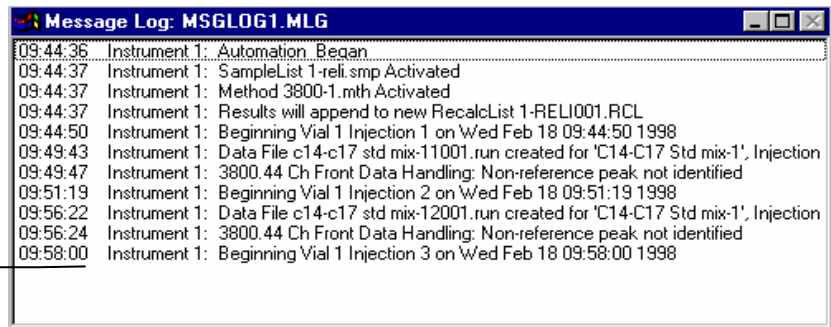 Message Log: MSGLOG1.MLG
09:44:36 Instrument 1: Automation Began
09:44:37 Instrument 1: SampleList 1-reli.smp Activated
09:44:37 Instrument 1: Method 3800-1.mth Activated
09:44:37 Instrument 1: Results will append to new RecalcList 1-RELI001.RCL
09:44:50 Instrument 1: Beginning Vial 1 Injection 1 on Wed Feb 18 09:44:50 1998
09:49:43 Instrument 1: Data File c14-c17 std mix-11001.run created for 'C14-C17 Std mix-1', Injection
09:49:47 Instrument 1: 3800.44 Ch Front Data Handling: Non-reference peak not identified
09:51:19 Instrument 1: Beginning Vial 1 Injection 2 on Wed Feb 18 09:51:19 1998
09:56:22 Instrument 1: Data File c14-c17 std mix-12001.run created for 'C14-C17 Std mix-1', Injection
09:56:24 Instrument 1: 3800.44 Ch Front Data Handling: Non-reference peak not identified
09:58:00 Instrument 1: Beginning Vial 1 Injection 3 on Wed Feb 18 09:58:00 1998